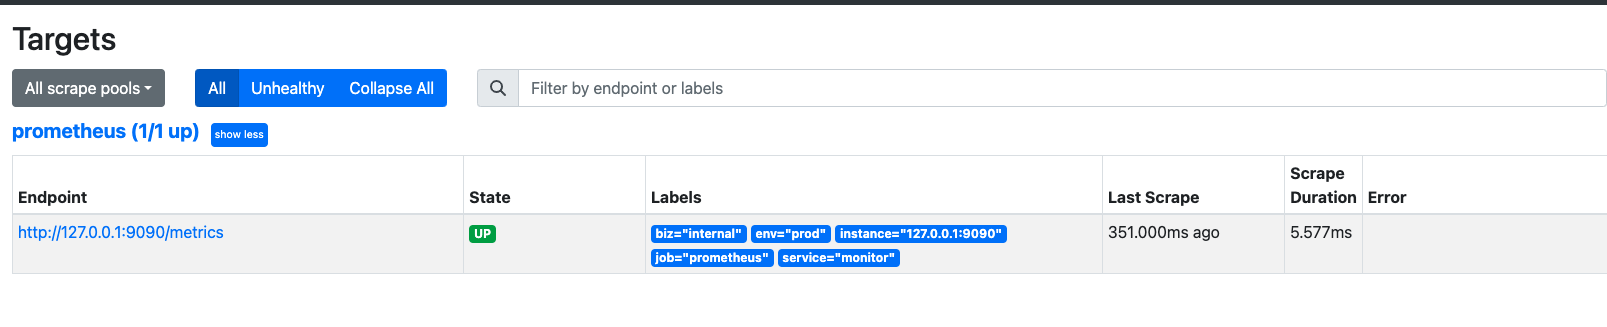 Targets
All scrape pools
All Unhealthy Collapse All
Filter by endpoint or labels
prometheus (1/1 up) show less
Endpoint State Labels Last Scrape Scrape Duration Error
http://127.0.0.1:9090/metrics UP biz="internal" env="prod" instance="127.0.0.1:9090" 351.000ms ago 5.577ms
job="prometheus" service="monitor"